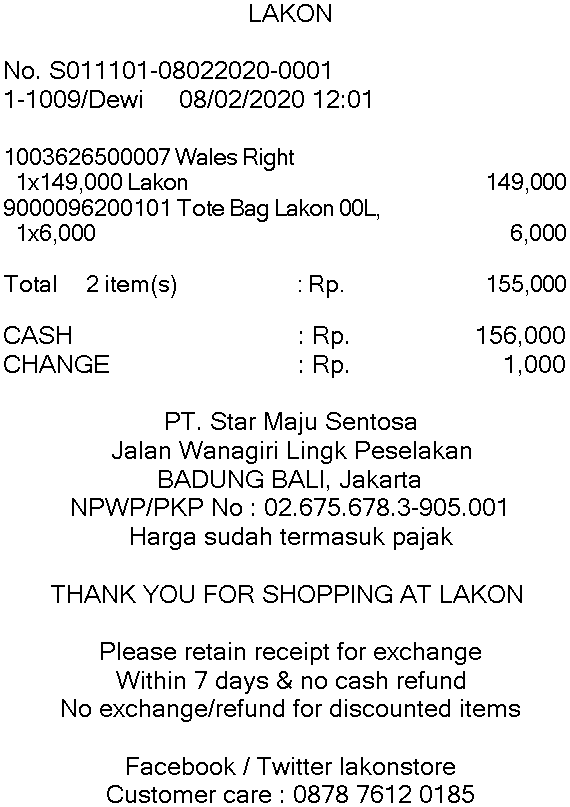 LAKON
No. S011101-08022020-0001
1-1009/Dewi 08/02/2020 12:01
1003626500007 Wales Right
1x149,000 Lakon 149,000
9000096200101 Tote Bag Lakon 00L,
1x6,000 6,000
Total 2 item(s) : Rp. 155,000
CASH : Rp. 156,000
CHANGE : Rp. 1,000
PT. Star Maju Sentosa
Jalan Wanagiri Lingk Peselakan
BADUNG BALI, Jakarta
NPWP/PKP No : 02.675.678.3-905.001
Harga sudah termasuk pajak
THANK YOU FOR SHOPPING AT LAKON
Please retain receipt for exchange
Within 7 days & no cash refund
No exchange/refund for discounted items
Facebook / Twitter lakonstore
Customer care : 0878 7612 0185